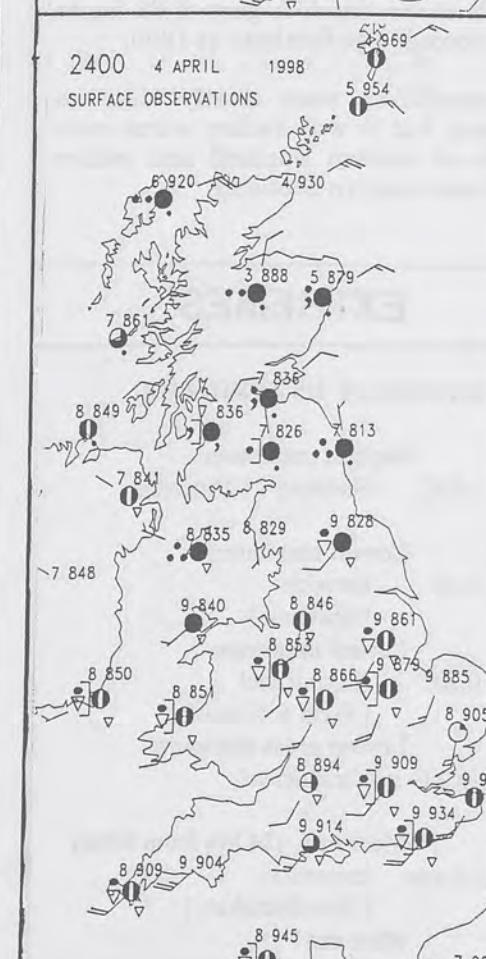 969
2400 4 APRIL 1998
5 954
SURFACE OBSERVATIONS
6 920 4 930
3 888 5 879
7 861
7 836
8 849 836
7 826 7 813
7 841
8 835 8 829 9 828
7 848
9 840 8 846
8 853 9 861
8 850 8 851 8 866 9 879 9 885
8 905
8 894 9 909
9 914 9 934
8 909 9 904
8 945